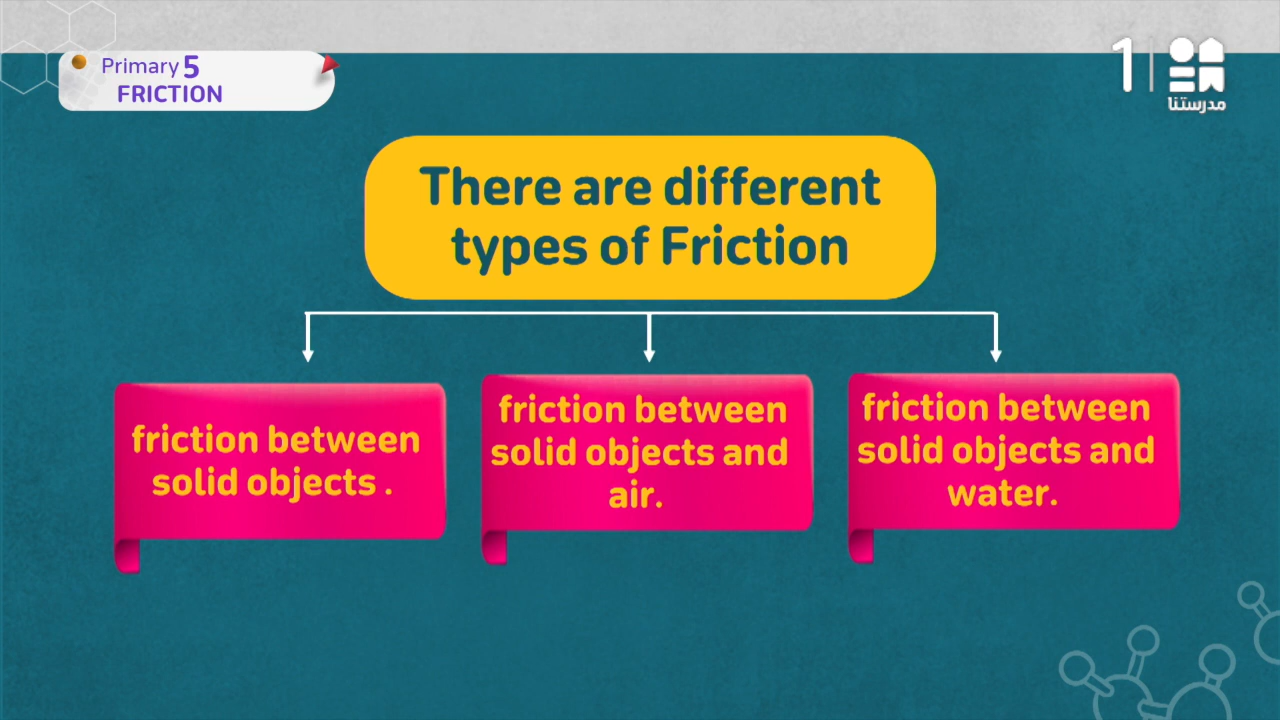 Primary 5
FRICTION
1
مدرستنا
There are different
types of Friction
friction between
solid objects .
friction between
solid objects and
air.
friction between
solid objects and
water.